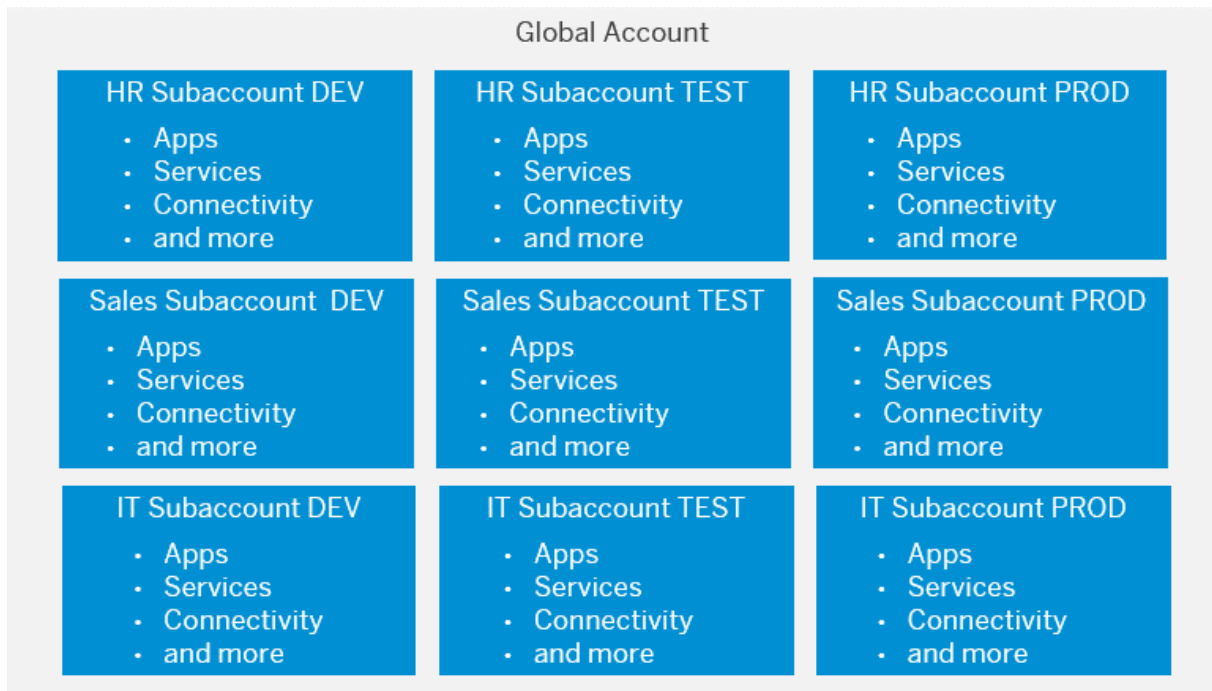 Global Account
HR Subaccount DEV
• Apps
• Services
• Connectivity
• and more
HR Subaccount TEST
• Apps
• Services
• Connectivity
• and more
HR Subaccount PROD
• Apps
• Services
• Connectivity
• and more
Sales Subaccount DEV
• Apps
• Services
• Connectivity
• and more
Sales Subaccount TEST
• Apps
• Services
• Connectivity
• and more
Sales Subaccount PROD
• Apps
• Services
• Connectivity
• and more
IT Subaccount DEV
• Apps
• Services
• Connectivity
• and more
IT Subaccount TEST
• Apps
• Services
• Connectivity
• and more
IT Subaccount PROD
• Apps
• Services
• Connectivity
• and more